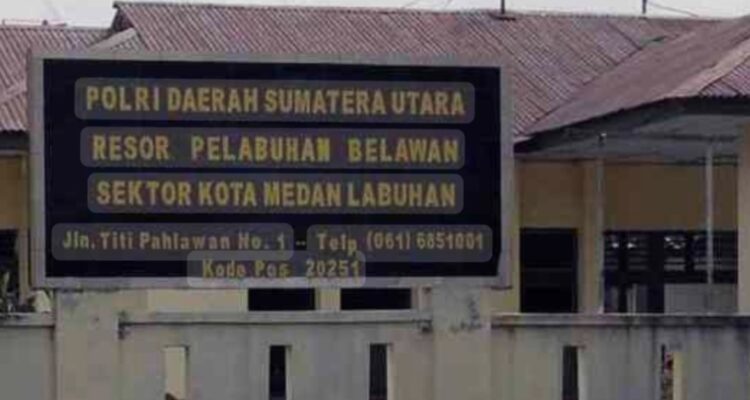 POLRI DAERAH SUMATERA UTARA
RESOR PELABUHAN BELAWAN
SEKTOR KOTA MEDAN LABUHAN
Jln. Titi Pahlawan No. 1 – Telp (061) 6851001
Kode Pos 20251